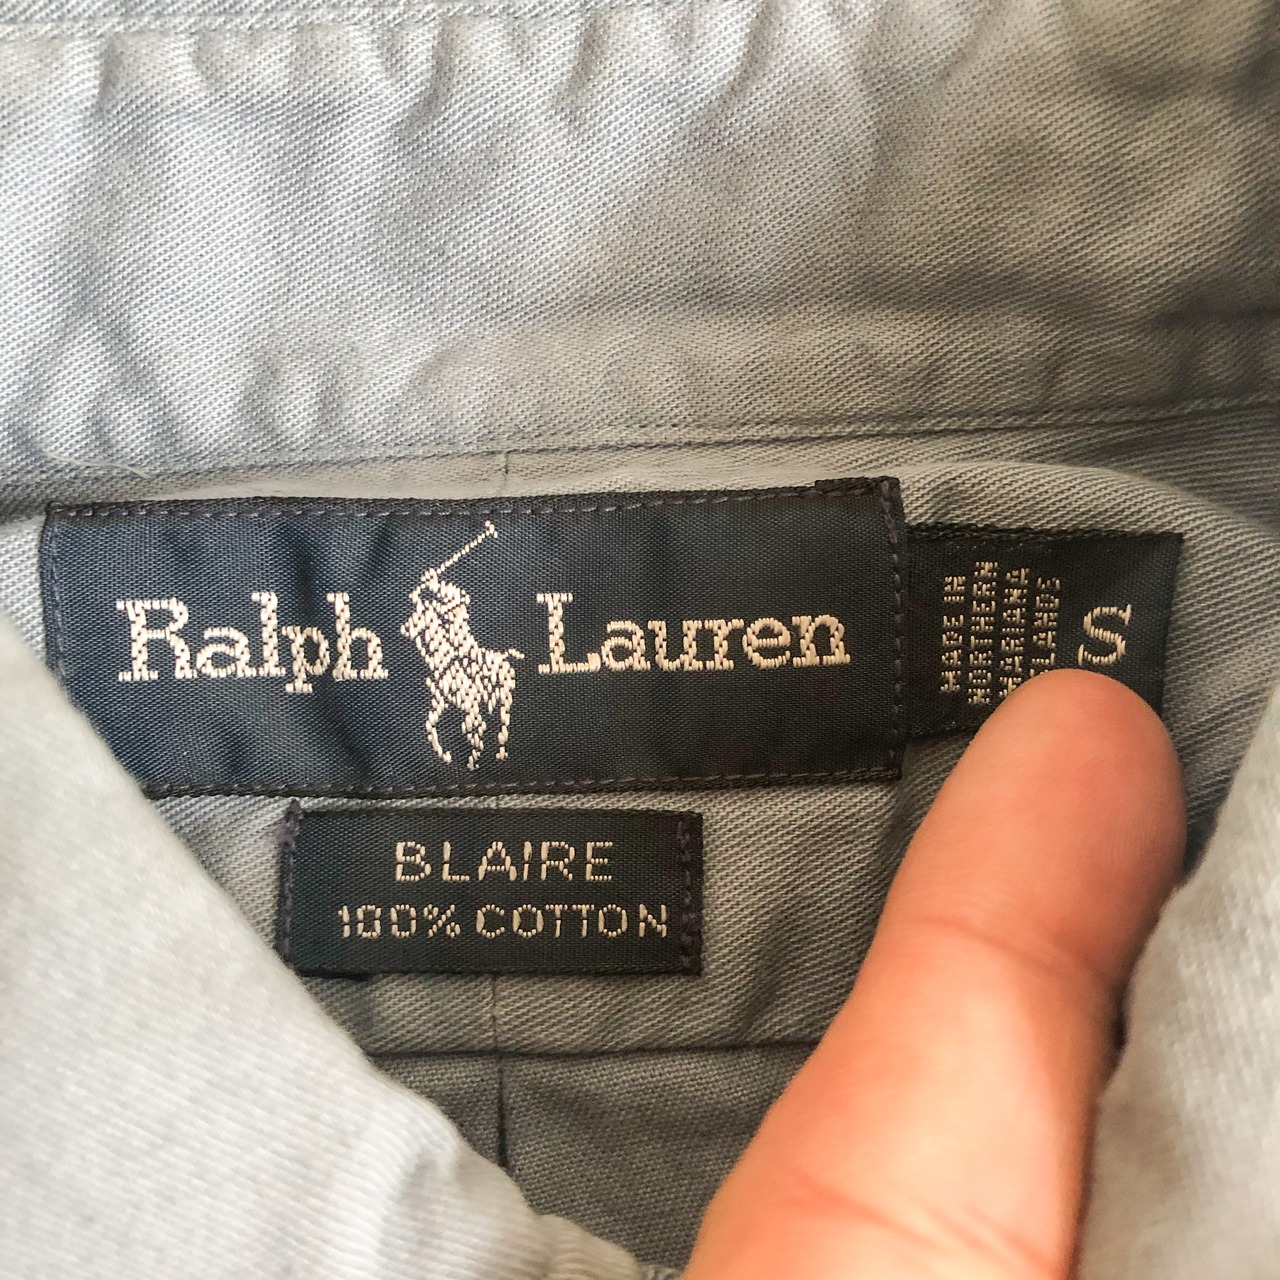 Ralph Lauren
MADE IN
NORTHERN
MARIANA
S
BLAIRE
100% COTTON